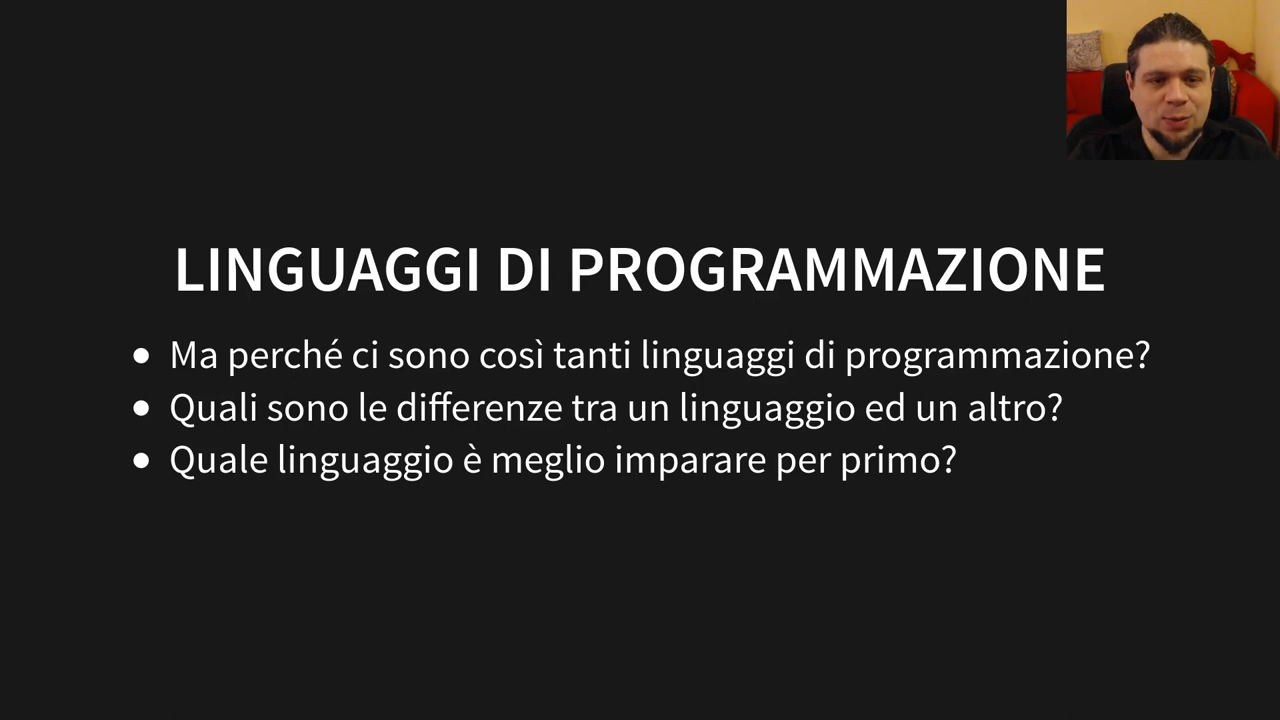 LINGUAGGI DI PROGRAMMAZIONE
• Ma perché ci sono così tanti linguaggi di programmazione?
• Quali sono le differenze tra un linguaggio ed un altro?
• Quale linguaggio è meglio imparare per primo?